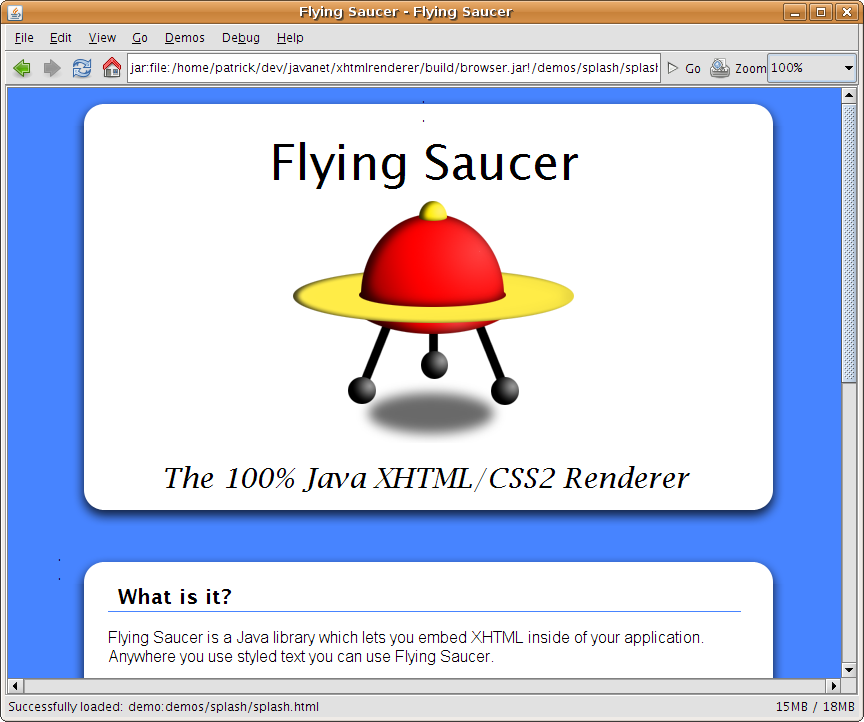 Flying Saucer - Flying Saucer
File Edit View Go Demos Debug Help
jar:file:/home/patrick/dev/javanet/xhtmlrenderer/build/browser.jar!/demos/splash/splash Go Zoom 100%
Flying Saucer
The 100% Java XHTML/CSS2 Renderer
What is it?
Flying Saucer is a Java library which lets you embed XHTML inside of your application.
Anywhere you use styled text you can use Flying Saucer.
Successfully loaded: demo:demos/splash/splash.html 15MB / 18MB